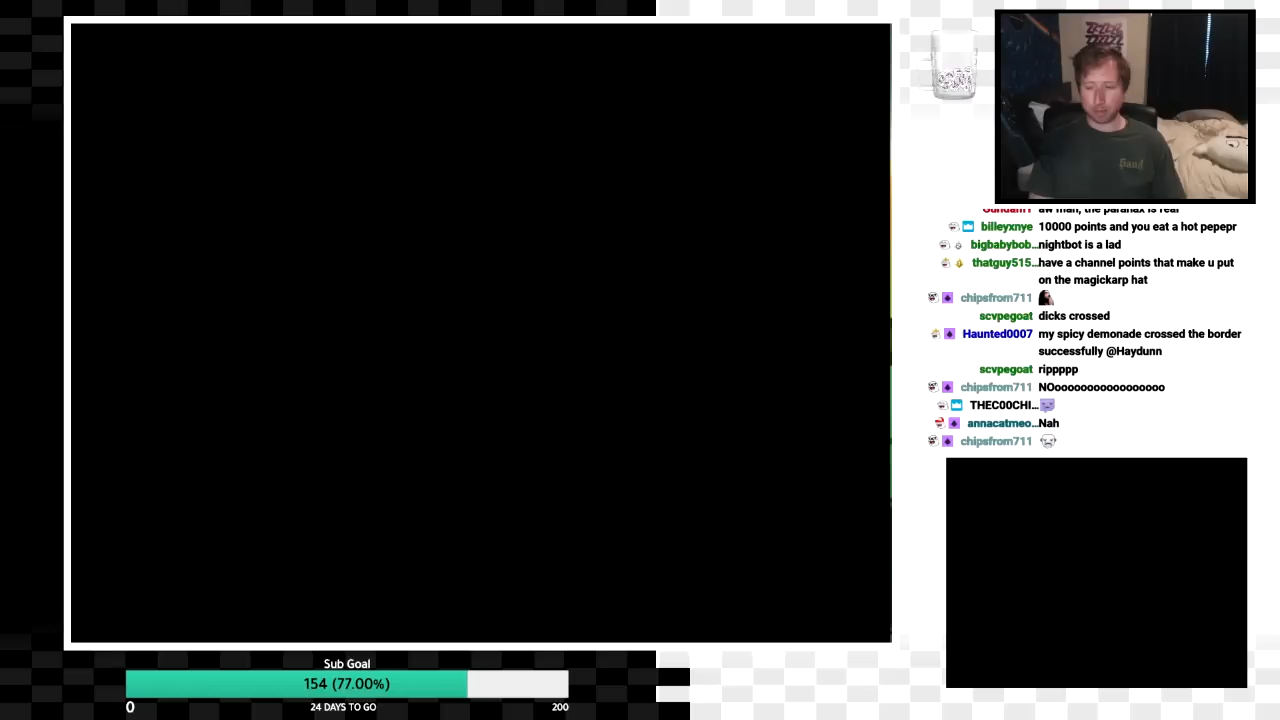 Gundam1 aw man, the parallax is real
billeyxnye 10000 points and you eat a hot pepepr
bigbabybob... nightbot is a lad
thatguy515... have a channel points that make u put
on the magickarp hat
chipsfrom711
scvpegoat dicks crossed
Haunted0007 my spicy demonade crossed the border
successfully @Haydunn
scvpegoat rippppp
chipsfrom711 NOooooooooooooooooo
THEC00CHI...
annacatmeo... Nah
chipsfrom711
Sub Goal
154 (77.00%)
0 24 DAYS TO GO 200